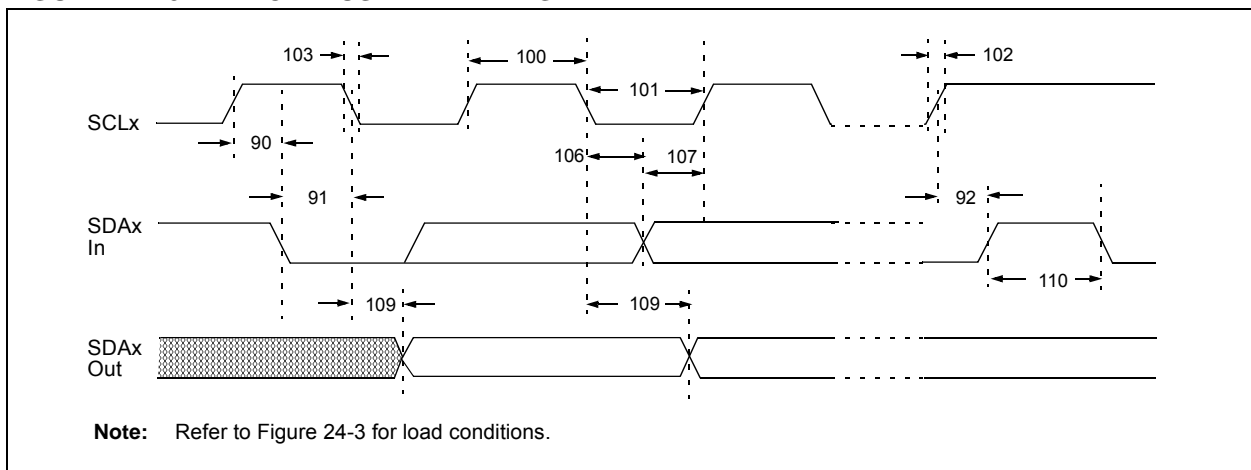 103
100
101
102
SCLx
90
106
107
91
92
SDAx
In
110
109
109
SDAx
Out
Note: Refer to Figure 24-3 for load conditions.